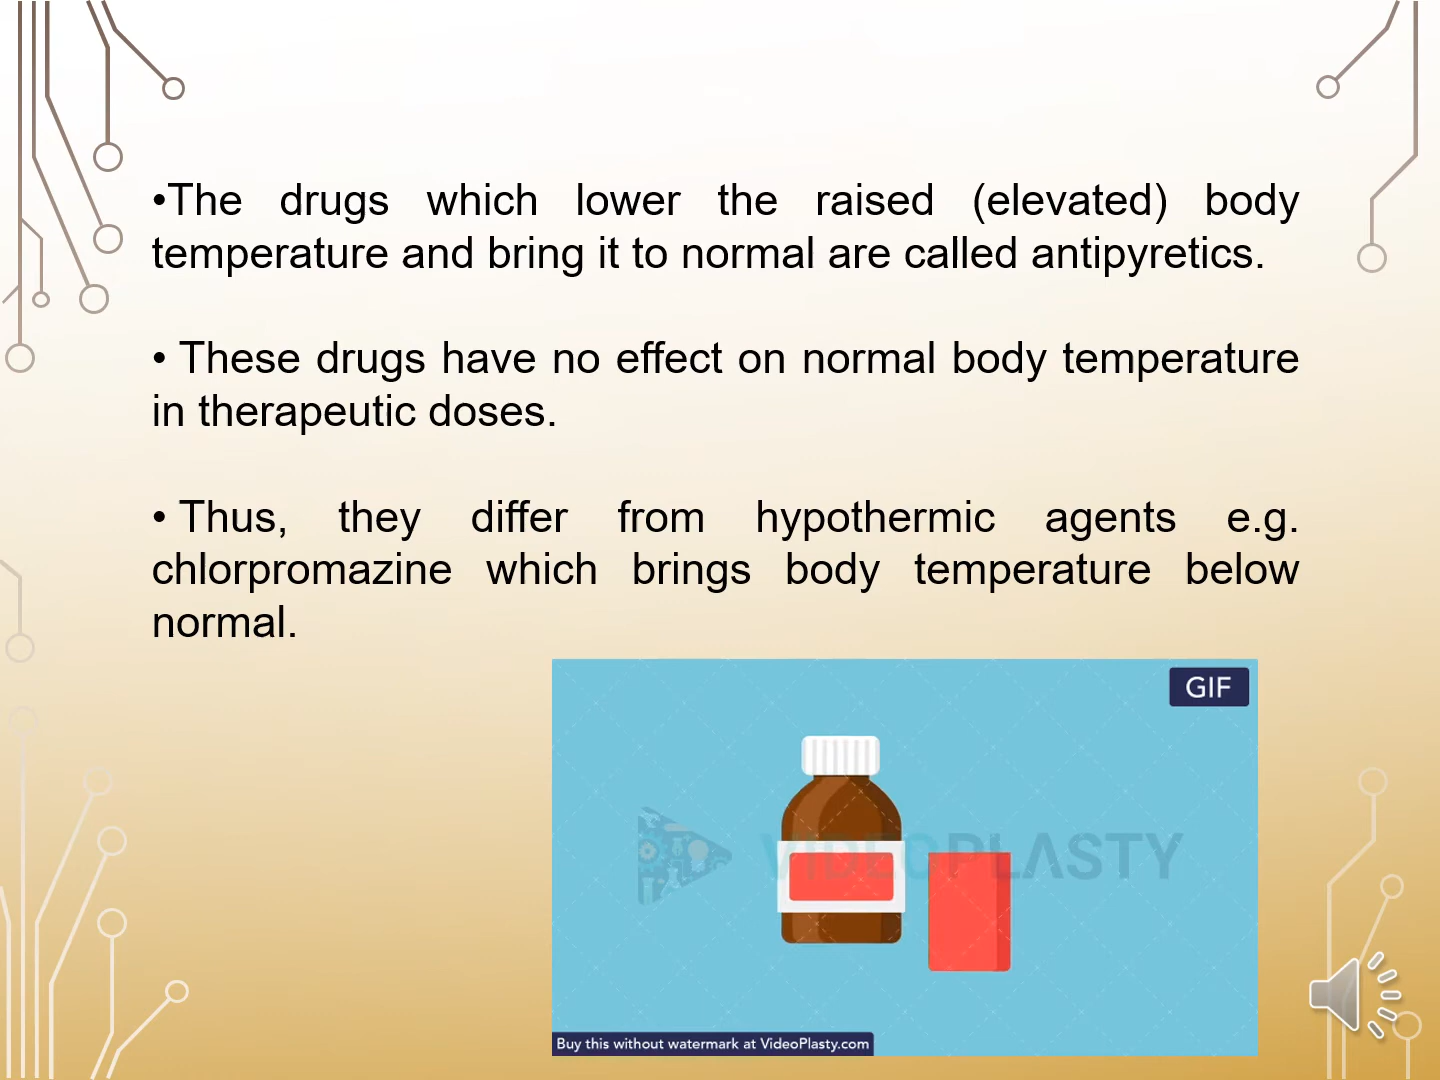 •The drugs which lower the raised (elevated) body
temperature and bring it to normal are called antipyretics.
• These drugs have no effect on normal body temperature
in therapeutic doses.
• Thus, they differ from hypothermic agents e.g.
chlorpromazine which brings body temperature below
normal.
GIF
VIDEOPLASTY
Buy this without watermark at VideoPlasty.com